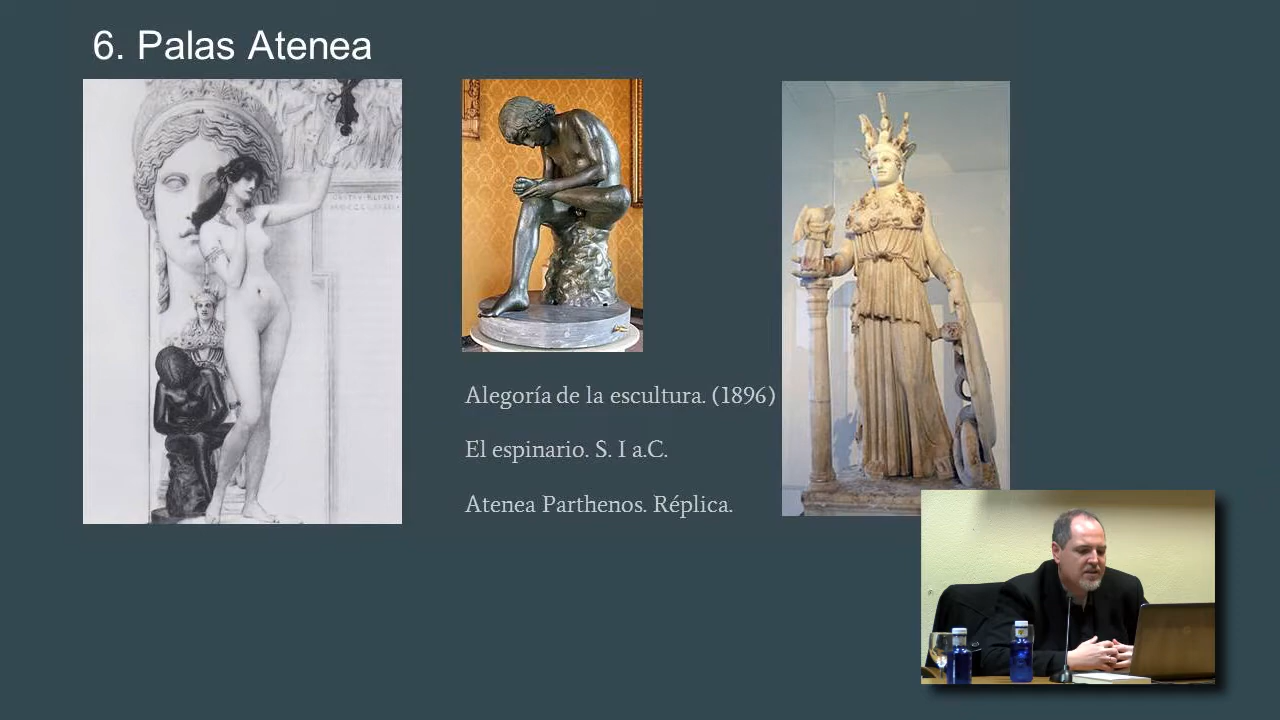 6. Palas Atenea
Alegoría de la escultura. (1896)
El espinario. S. I a.C.
Atenea Parthenos. Réplica.